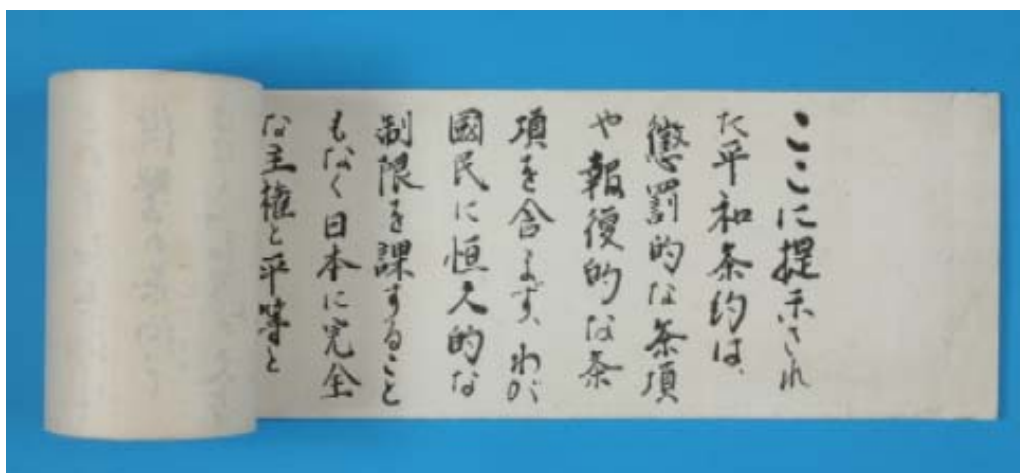 ここに提示され
た平和条約は、
懲罰的な条項
や報復的な条
項を含まず、わが
國民に恒久的な
制限を課すること
もなく日本に完全
な主権と平等と